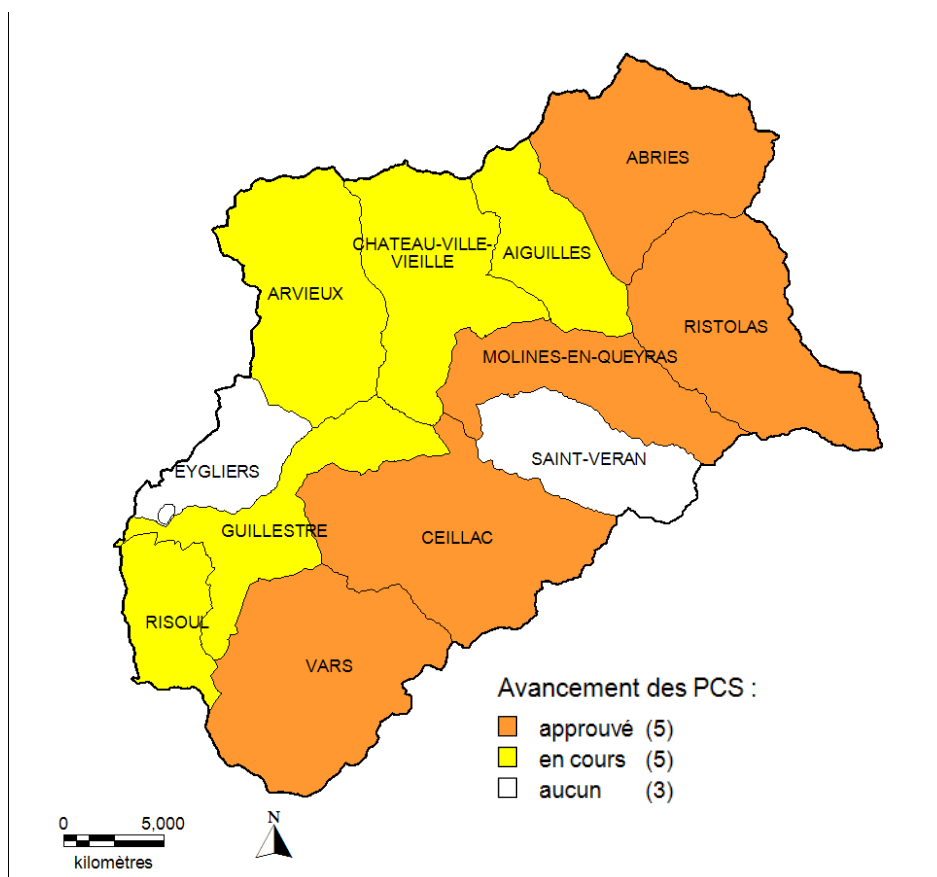 ABRIES
CHATEAU-VILLE-
VIEILLE
AIGUILLES
ARVIEUX
RISTOLAS
MOLINES-EN-QUEYRAS
SAINT-VERAN
EYGLIERS
GUILLESTRE
CEILLAC
RISOUL
VARS
Avancement des PCS :
approuvé (5)
en cours (5)
aucun (3)
0 5,000
kilomètres
N